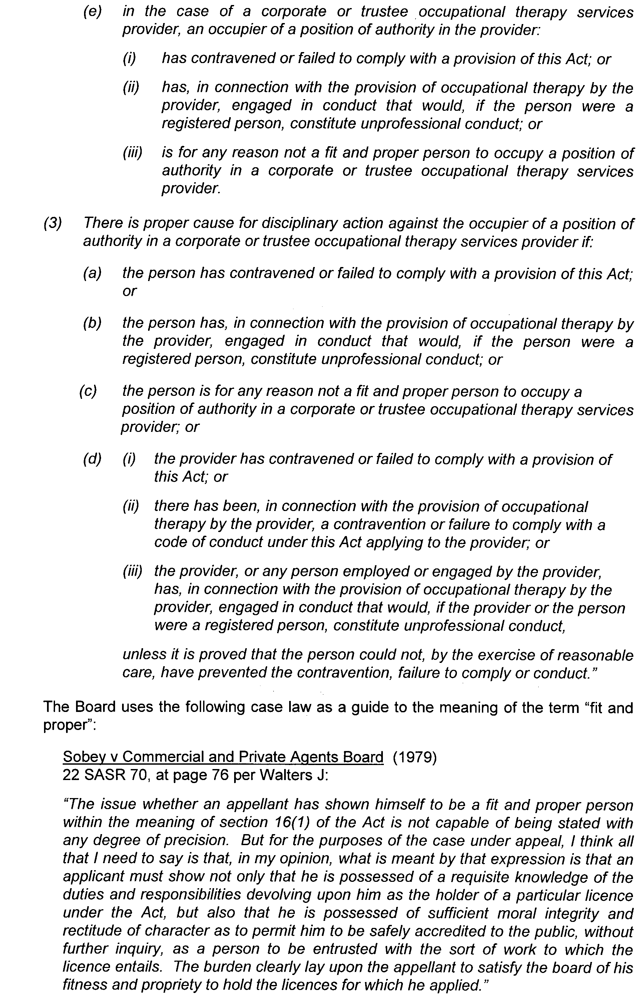 (e) in the case of a corporate or trustee occupational therapy services
provider, an occupier of a position of authority in the provider:
(i) has contravened or failed to comply with a provision of this Act; or
(ii) has, in connection with the provision of occupational therapy by the
provider, engaged in conduct that would, if the person were a
registered person, constitute unprofessional conduct; or
(iii) is for any reason not a fit and proper person to occupy a position of
authority in a corporate or trustee occupational therapy services
provider.
(3) There is proper cause for disciplinary action against the occupier of a position of
authority in a corporate or trustee occupational therapy services provider if:
(a) the person has contravened or failed to comply with a provision of this Act;
or
(b) the person has, in connection with the provision of occupational therapy by
the provider, engaged in conduct that would, if the person were a
registered person, constitute unprofessional conduct; or
(c) the person is for any reason not a fit and proper person to occupy a
position of authority in a corporate or trustee occupational therapy services
provider; or
(d) (i) the provider has contravened or failed to comply with a provision of
this Act; or
(ii) there has been, in connection with the provision of occupational
therapy by the provider, a contravention or failure to comply with a
code of conduct under this Act applying to the provider; or
(iii) the provider, or any person employed or engaged by the provider,
has, in connection with the provision of occupational therapy by the
provider, engaged in conduct that would, if the provider or the person
were a registered person, constitute unprofessional conduct,
unless it is proved that the person could not, by the exercise of reasonable
care, have prevented the contravention, failure to comply or conduct.”
The Board uses the following case law as a guide to the meaning of the term “fit and
proper”:
Sobey v Commercial and Private Agents Board (1979)
22 SASR 70, at page 76 per Walters J:
“The issue whether an appellant has shown himself to be a fit and proper person
within the meaning of section 16(1) of the Act is not capable of being stated with
any degree of precision. But for the purposes of the case under appeal, I think all
that I need to say is that, in my opinion, what is meant by that expression is that an
applicant must show not only that he is possessed of a requisite knowledge of the
duties and responsibilities devolving upon him as the holder of a particular licence
under the Act, but also that he is possessed of sufficient moral integrity and
rectitude of character as to permit him to be safely accredited to the public, without
further inquiry, as a person to be entrusted with the sort of work to which the
licence entails. The burden clearly lay upon the appellant to satisfy the board of his
fitness and propriety to hold the licences for which he applied.”